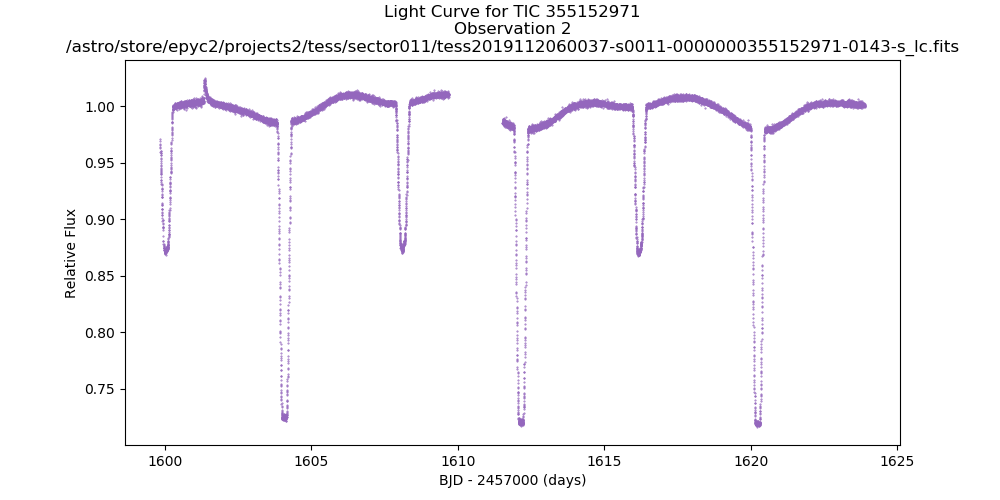 Light Curve for TIC 355152971
Observation 2
/astro/store/epyc2/projects2/tess/sector011/tess2019112060037-s0011-0000000355152971-0143-s_lc.fits
Relative Flux
1.00
0.95
0.90
0.85
0.80
0.75
1600 1605 1610 1615 1620 1625
BJD - 2457000 (days)